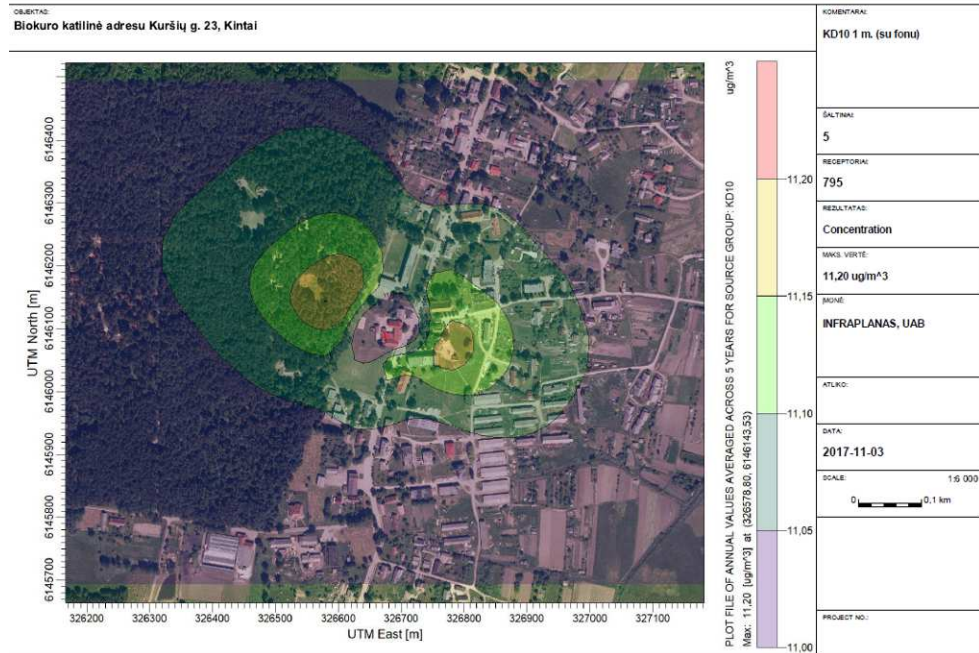 OBJEKTAS:
Biokuro katilinė adresu Kuršių g. 23, Kintai
KOMENTARAI:
KD10 1 m. (su fonu)
ŠALTINIAI:
5
RECEPTORIAI:
795
REZULTATAS:
Concentration
MAKS. VERTĖ:
11,20 ug/m^3
ĮMONĖ:
INFRAPLANAS, UAB
ATLIKO:
DATA:
2017-11-03
SCALE:
1:6 000
0
0,1 km
PROJECT NO.:
UTM North [m]
6146400
6146300
6146200
6146100
6146000
6145900
6145800
6145700
326200
326300
326400
326500
326600
326700
326800
326900
327000
327100
UTM East [m]
PLOT FILE OF ANNUAL VALUES AVERAGED ACROSS 5 YEARS FOR SOURCE GROUP: KD10
Max: 11,20 [ug/m^3] at (326578,80, 6146143,53)
ug/m^3
11,20
11,15
11,10
11,05
11,00